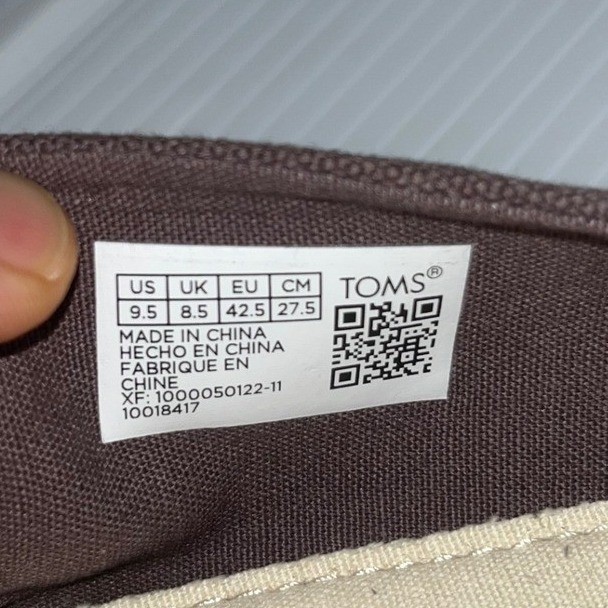 US UK EU CM TOMS®
9.5 8.5 42.5 27.5
MADE IN CHINA
HECHO EN CHINA
FABRIQUE EN
CHINE
XF: 1000050122-11
10018417